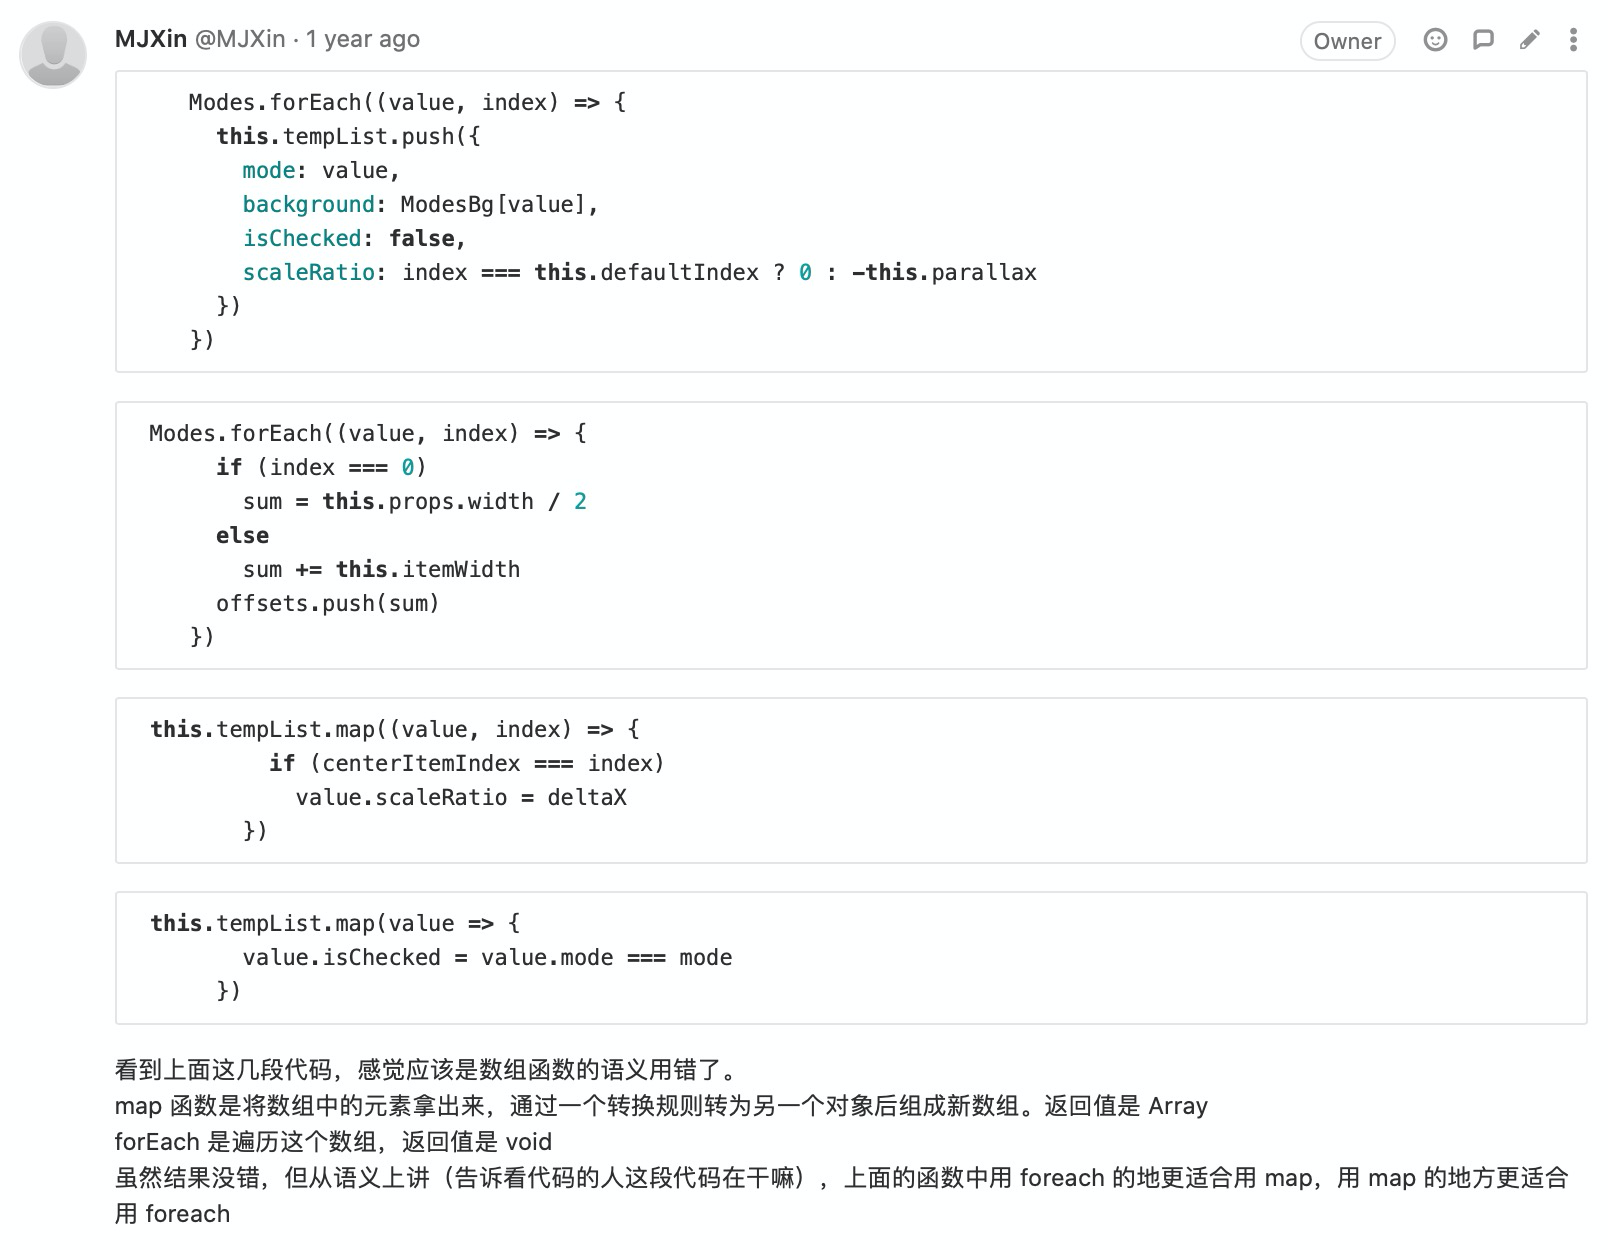 MJXin @MJXin · 1 year ago
Owner
Modes.forEach((value, index) => {
this.tempList.push({
mode: value,
background: ModesBg[value],
isChecked: false,
scaleRatio: index === this.defaultIndex ? 0 : -this.parallax
})
})
Modes.forEach((value, index) => {
if (index === 0)
sum = this.props.width / 2
else
sum += this.itemWidth
offsets.push(sum)
})
this.tempList.map((value, index) => {
if (centerItemIndex === index)
value.scaleRatio = deltaX
})
this.tempList.map(value => {
value.isChecked = value.mode === mode
})
看到上面这几段代码，感觉应该是数组函数的语义用错了。
map 函数是将数组中的元素拿出来，通过一个转换规则转为另一个对象后组成新数组。返回值是 Array
forEach 是遍历这个数组，返回值是 void
虽然结果没错，但从语义上讲（告诉看代码的人这段代码在干嘛），上面的函数中用 foreach 的地更适合用 map，用 map 的地方更适合
用 foreach